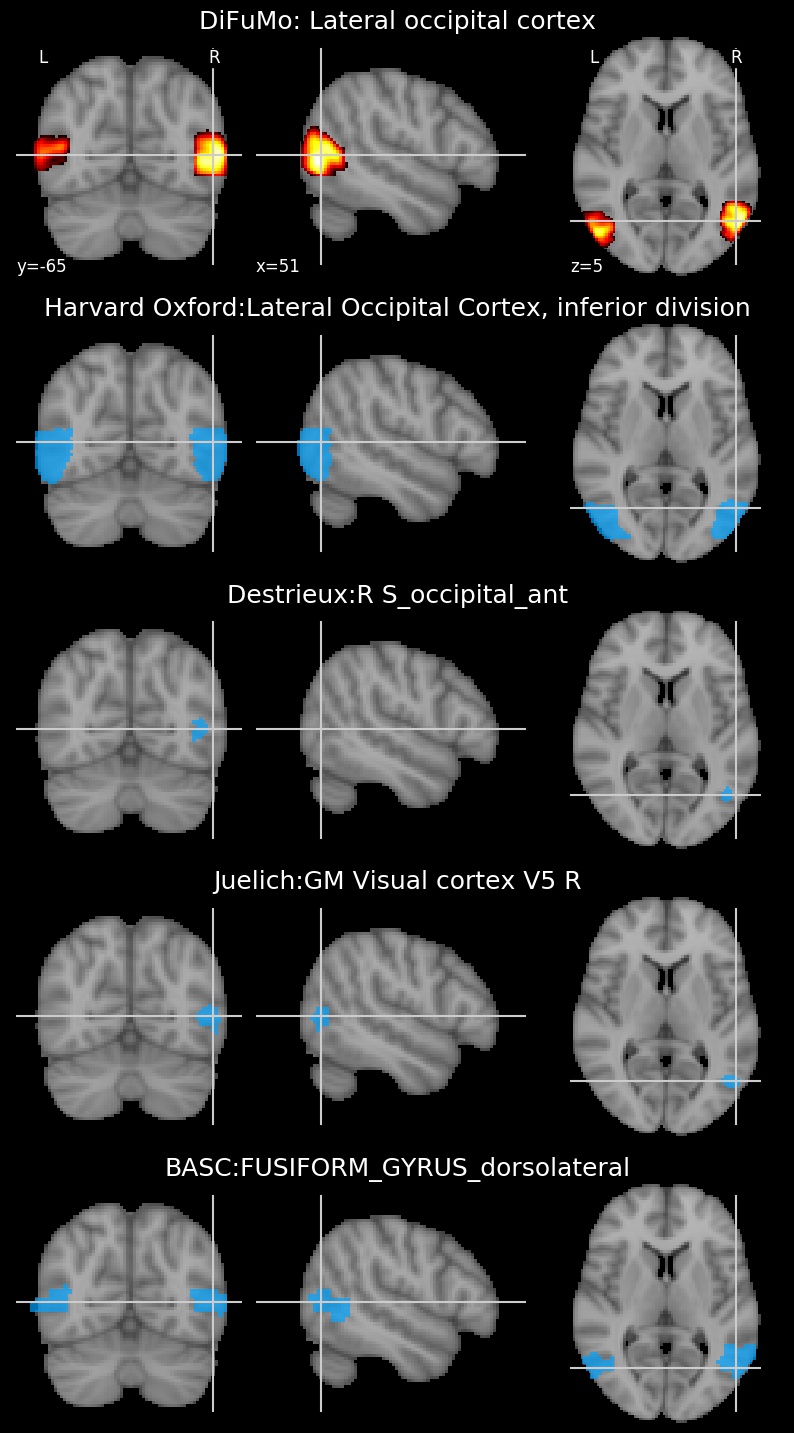 DiFuMo: Lateral occipital cortex
L R L R
y=-65 x=51 z=5
Harvard Oxford:Lateral Occipital Cortex, inferior division
Destrieux:R S_occipital_ant
Juelich:GM Visual cortex V5 R
BASC:FUSIFORM_GYRUS_dorsolateral